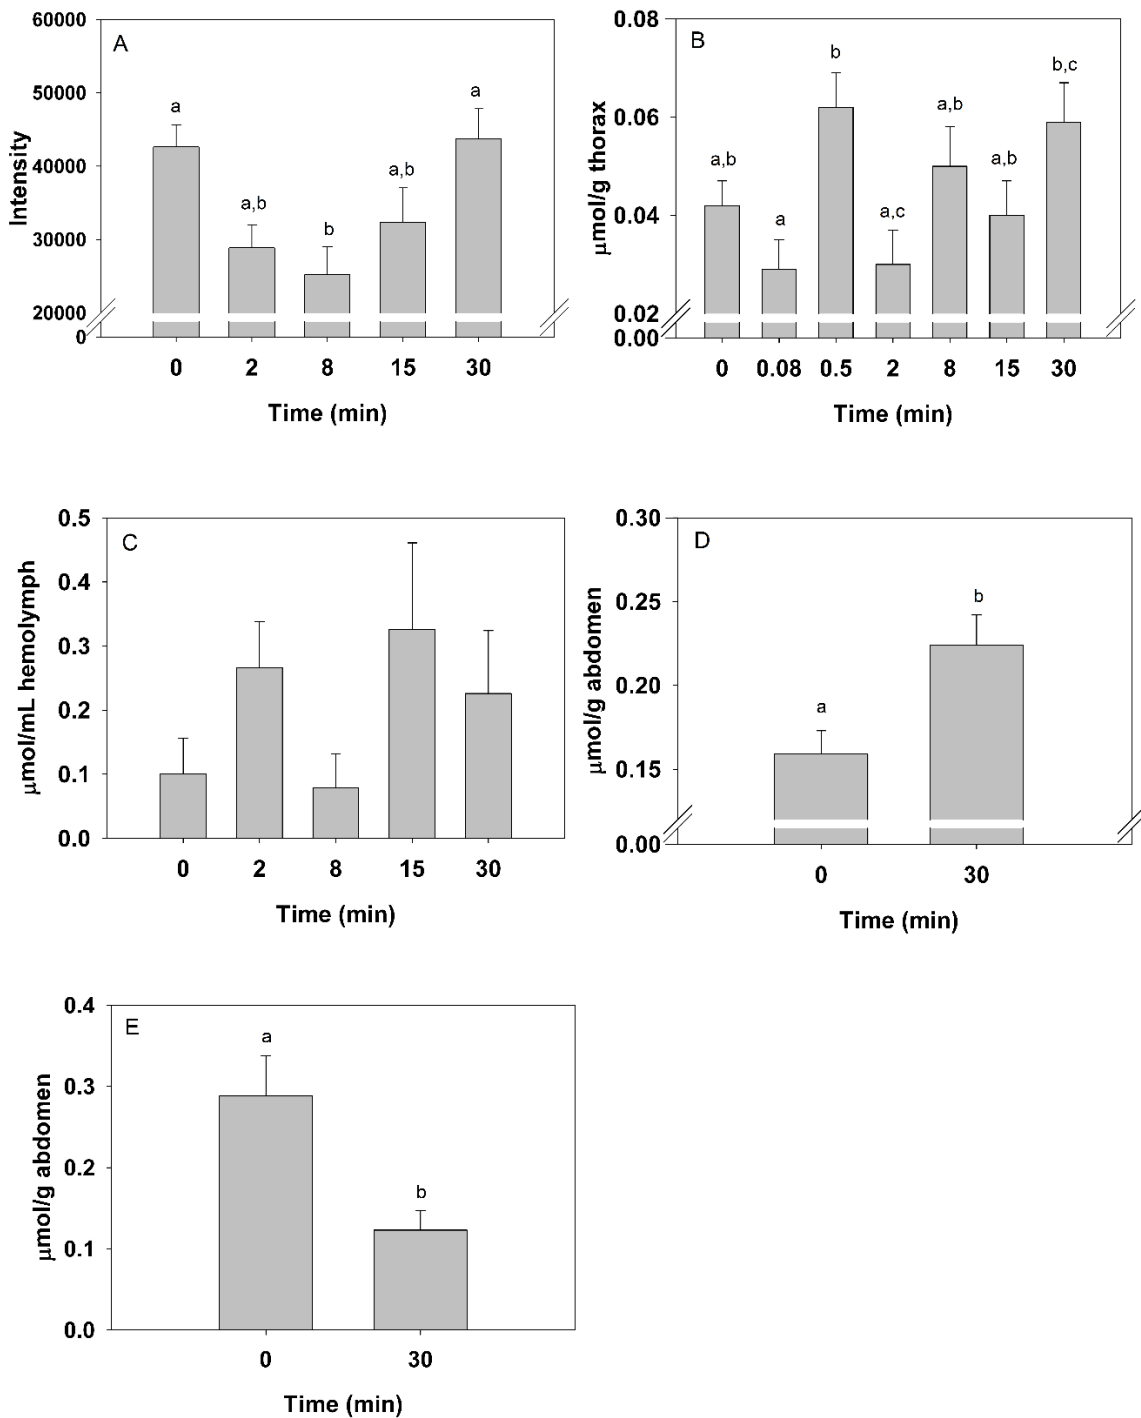 A
60000
50000
40000
30000
20000
0
Intensity
a
a,b
b
a,b
a
0 2 8 15 30
Time (min)
B
0.08
0.06
0.04
0.02
0.00
μmol/g thorax
a,b
a
b
a,c
a,b
a,b
b,c
0 0.08 0.5 2 8 15 30
Time (min)
C
0.5
0.4
0.3
0.2
0.1
0.0
μmol/mL hemolymph
0 2 8 15 30
Time (min)
D
0.30
0.25
0.20
0.15
0.00
μmol/g abdomen
a
b
0 30
Time (min)
E
0.4
0.3
0.2
0.1
0.0
μmol/g abdomen
a
b
0 30
Time (min)